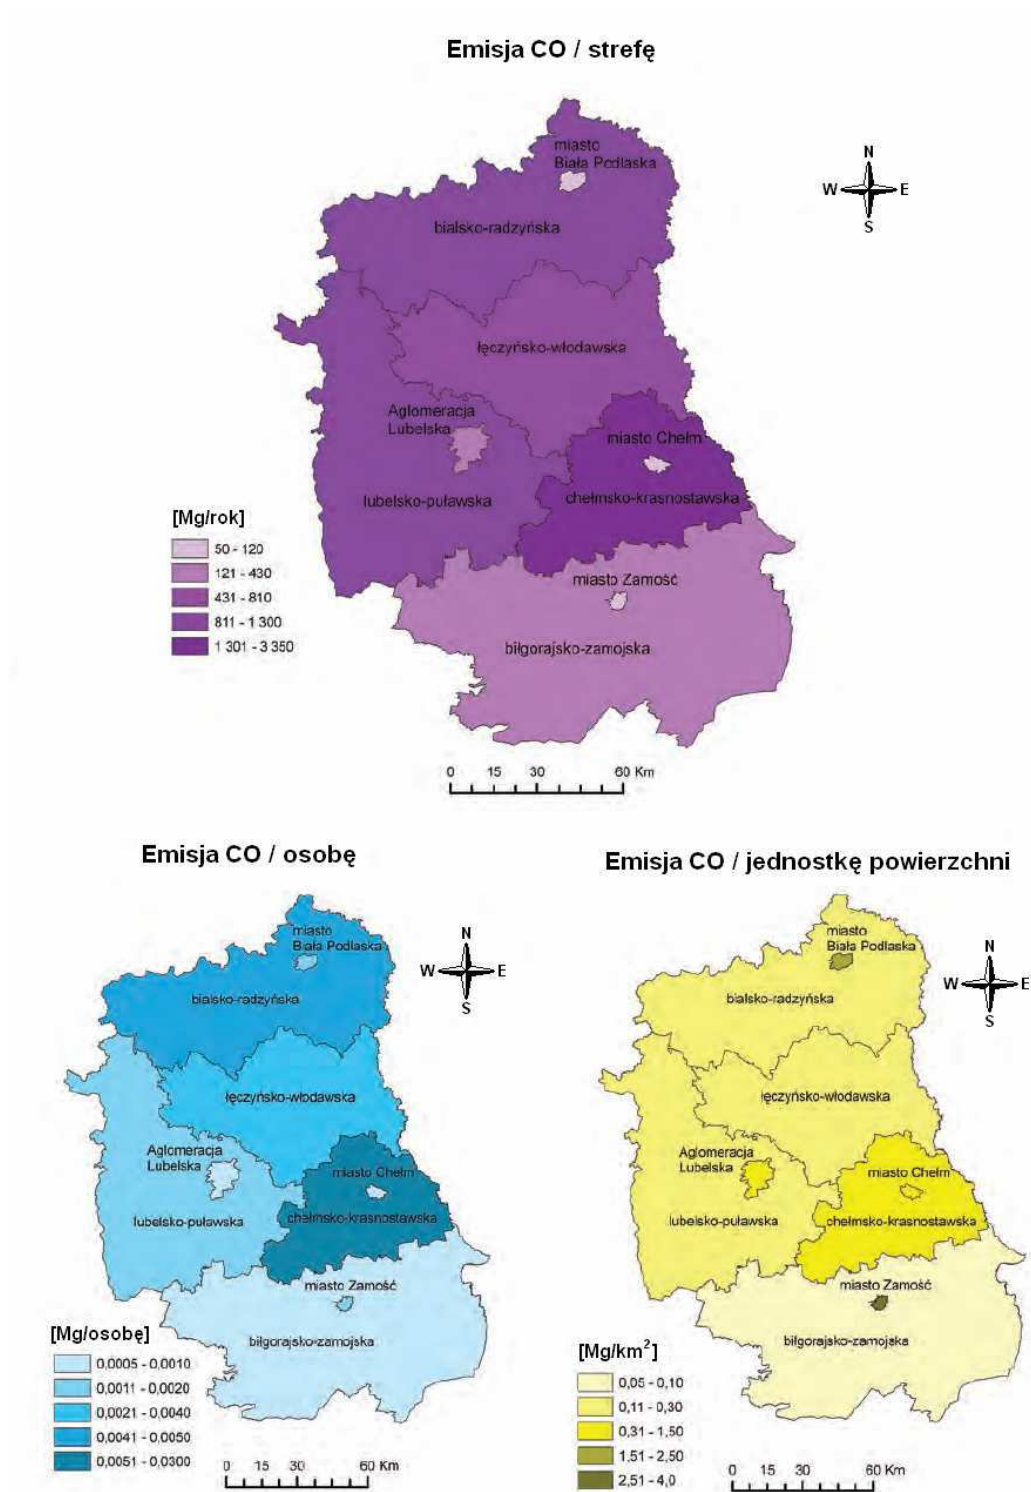 Emisja CO / strefę
miasto
Biała Podlaska
N
W E
S
bialsko-radzyńska
łęczyńsko-włodawska
Aglomeracja
Lubelska
miasto Chełm
lubelsko-puławska
chełmsko-krasnostawska
[Mg/rok]
50 - 120
121 - 430
431 - 810
811 - 1 300
1 301 - 3 350
miasto Zamość
biłgorajsko-zamojska
0 15 30 60 Km
Emisja CO / osobę
miasto
Biała Podlaska
N
W E
S
bialsko-radzyńska
łęczyńsko-włodawska
Aglomeracja
Lubelska
miasto Chełm
lubelsko-puławska
chełmsko-krasnostawska
miasto Zamość
biłgorajsko-zamojska
[Mg/osobę]
0,0005 - 0,0010
0,0011 - 0,0020
0,0021 - 0,0040
0,0041 - 0,0050
0,0051 - 0,0300
0 15 30 60 Km
Emisja CO / jednostkę powierzchni
miasto
Biała Podlaska
N
W E
S
bialsko-radzyńska
łęczyńsko-włodawska
Aglomeracja
Lubelska
miasto Chełm
lubelsko-puławska
chełmsko-krasnostawska
miasto Zamość
biłgorajsko-zamojska
[Mg/km²]
0,05 - 0,10
0,11 - 0,30
0,31 - 1,50
1,51 - 2,50
2,51 - 4,0
0 15 30 60 Km